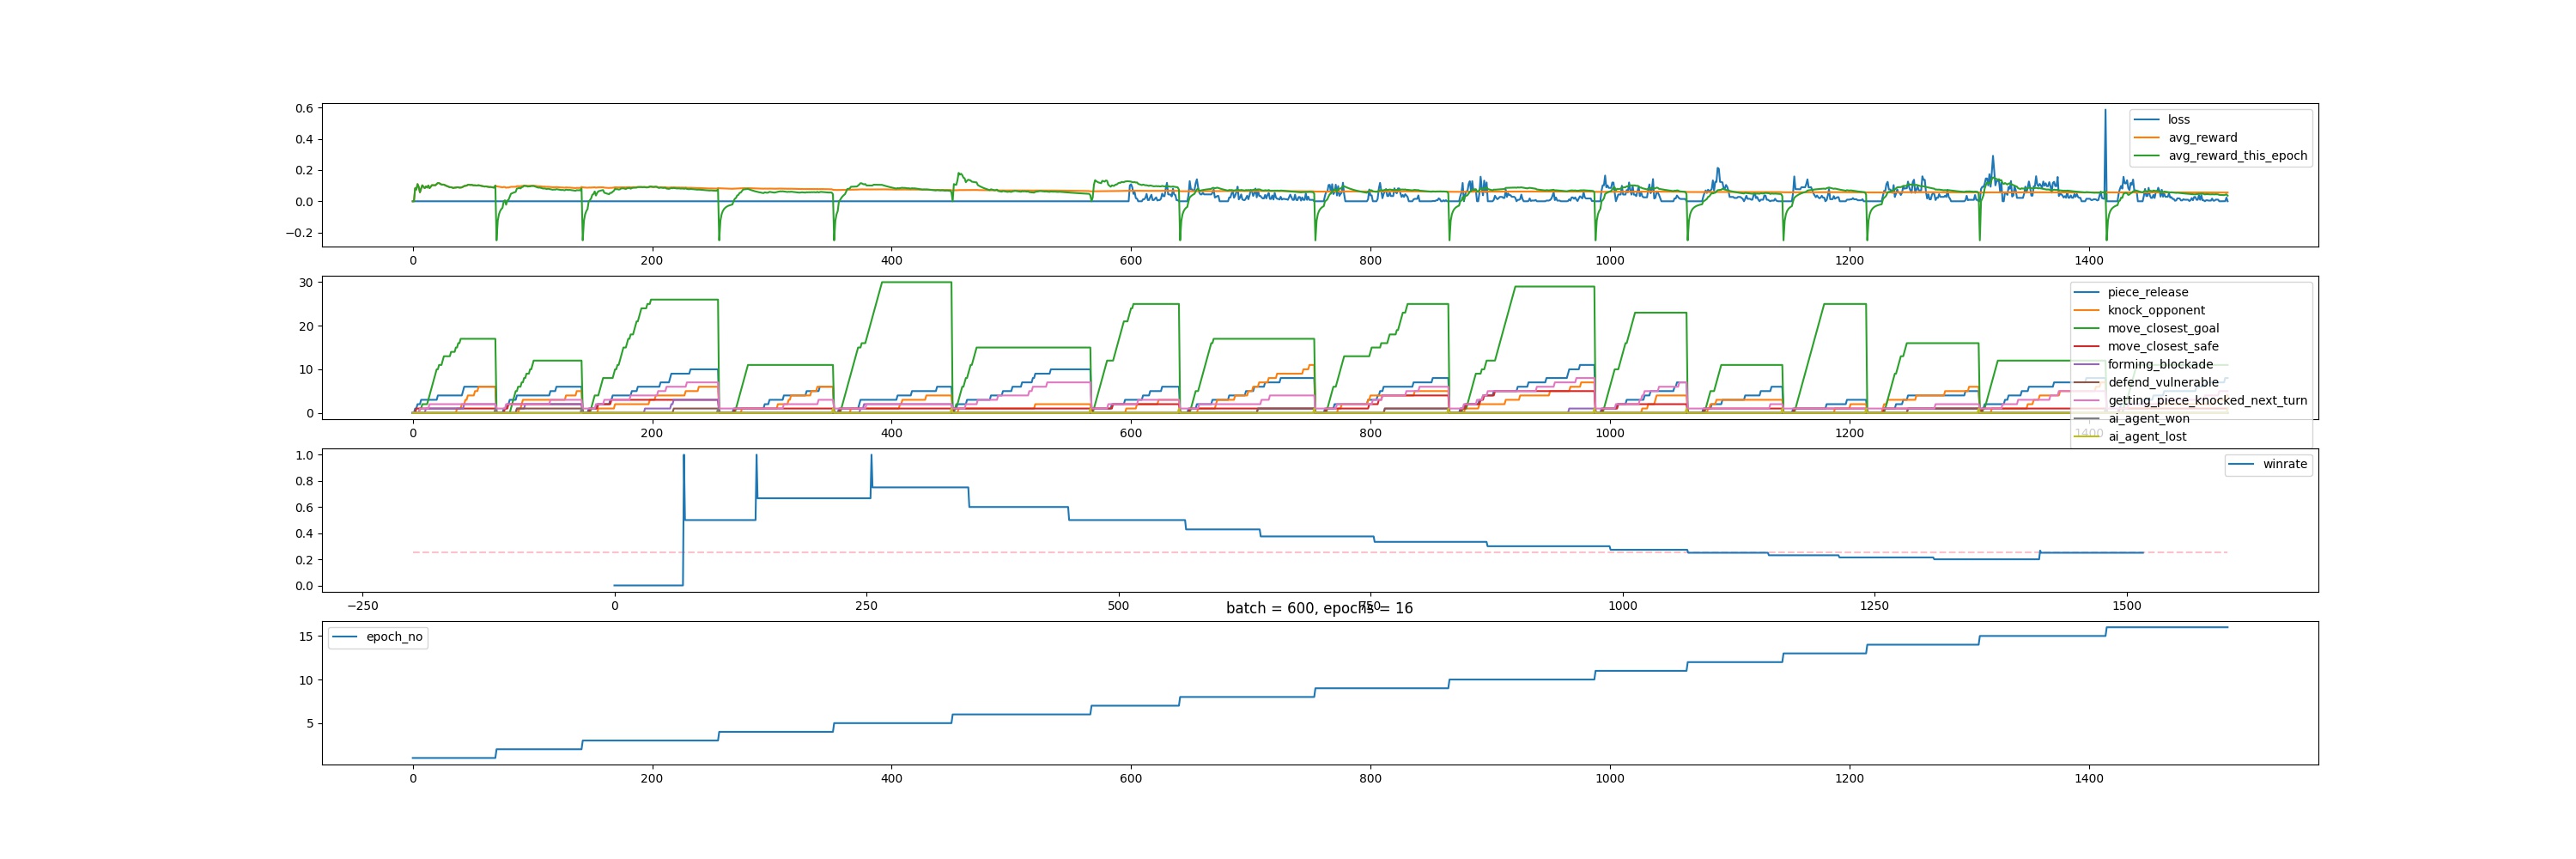 0.6
0.4
0.2
0.0
−0.2
loss
avg_reward
avg_reward_this_epoch
0 200 400 600 800 1000 1200 1400
30
20
10
0
piece_release
knock_opponent
move_closest_goal
move_closest_safe
forming_blockade
defend_vulnerable
getting_piece_knocked_next_turn
ai_agent_won
ai_agent_lost
0 200 400 600 800 1000 1200 1400
1.0
0.8
0.6
0.4
0.2
0.0
winrate
−250 0 250 500 750 1000 1250 1500
batch = 600, epochs = 16
15
10
5
epoch_no
0 200 400 600 800 1000 1200 1400